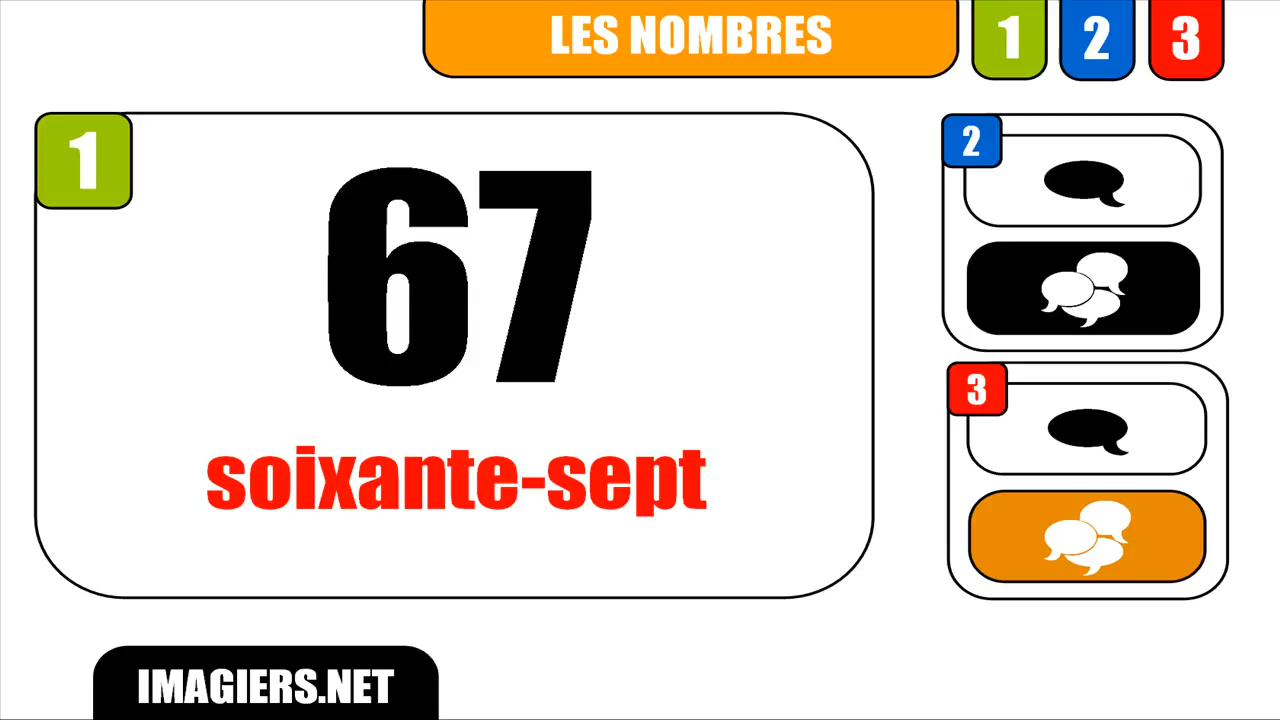 LES NOMBRES
1 2 3
1
67
soixante-sept
2
3
IMAGIERS.NET